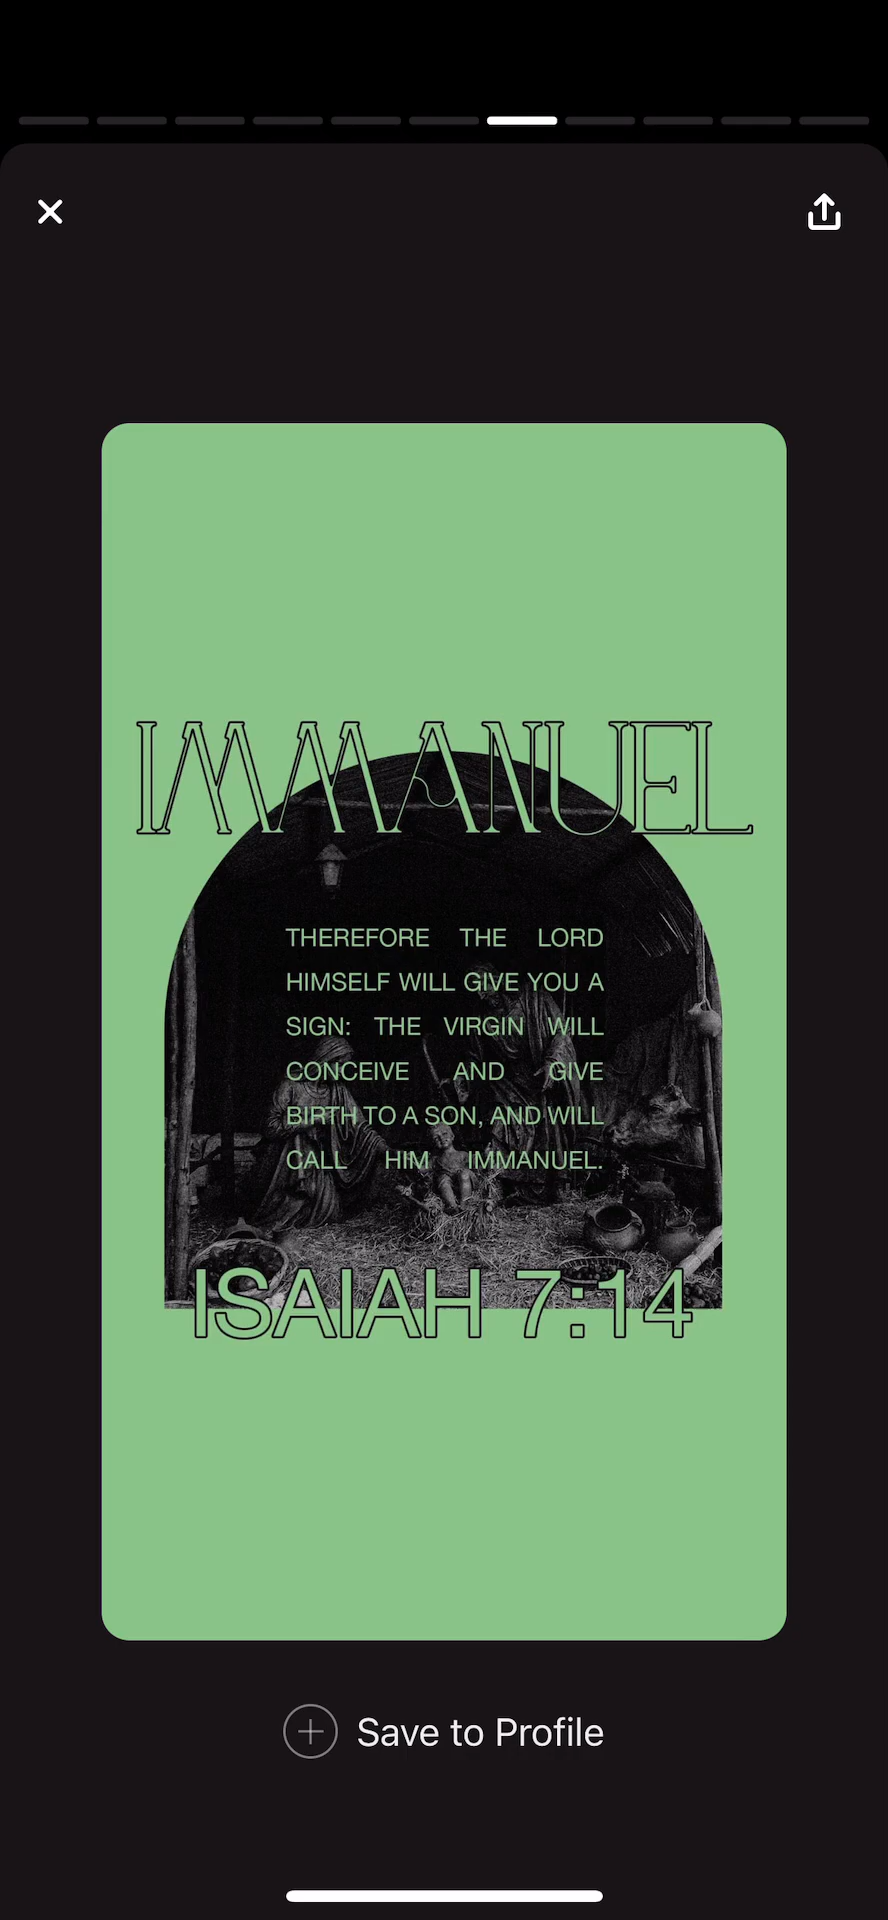 IMMANUEL
THEREFORE THE LORD
HIMSELF WILL GIVE YOU A
SIGN: THE VIRGIN WILL
CONCEIVE AND GIVE
BIRTH TO A SON, AND WILL
CALL HIM IMMANUEL.
ISAIAH 7:14
Save to Profile